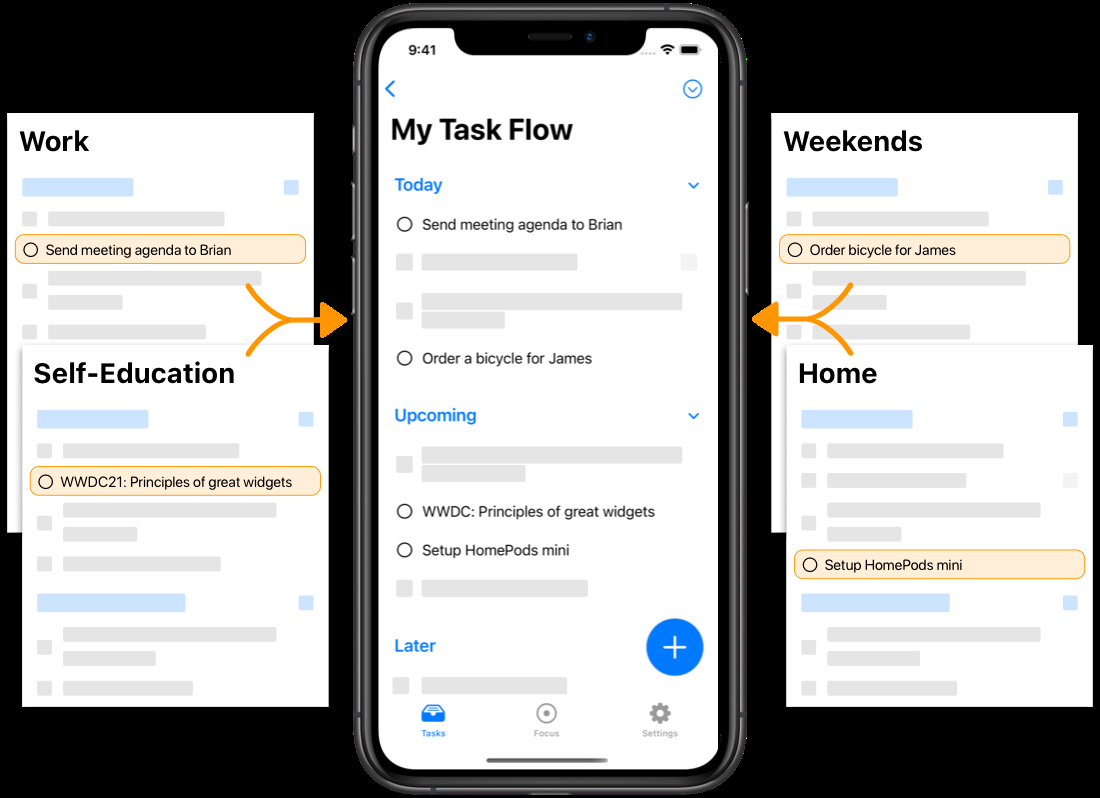 Work
Send meeting agenda to Brian
Self-Education
WWDC21: Principles of great widgets
9:41
My Task Flow
Today
Send meeting agenda to Brian
Order a bicycle for James
Upcoming
WWDC: Principles of great widgets
Setup HomePods mini
Later
Tasks
Focus
Settings
Weekends
Order bicycle for James
Home
Setup HomePods mini